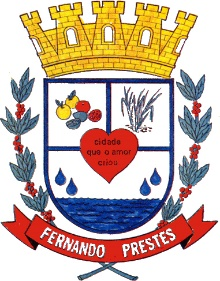 cidade
que o amor
criou
FERNANDO PRESTES